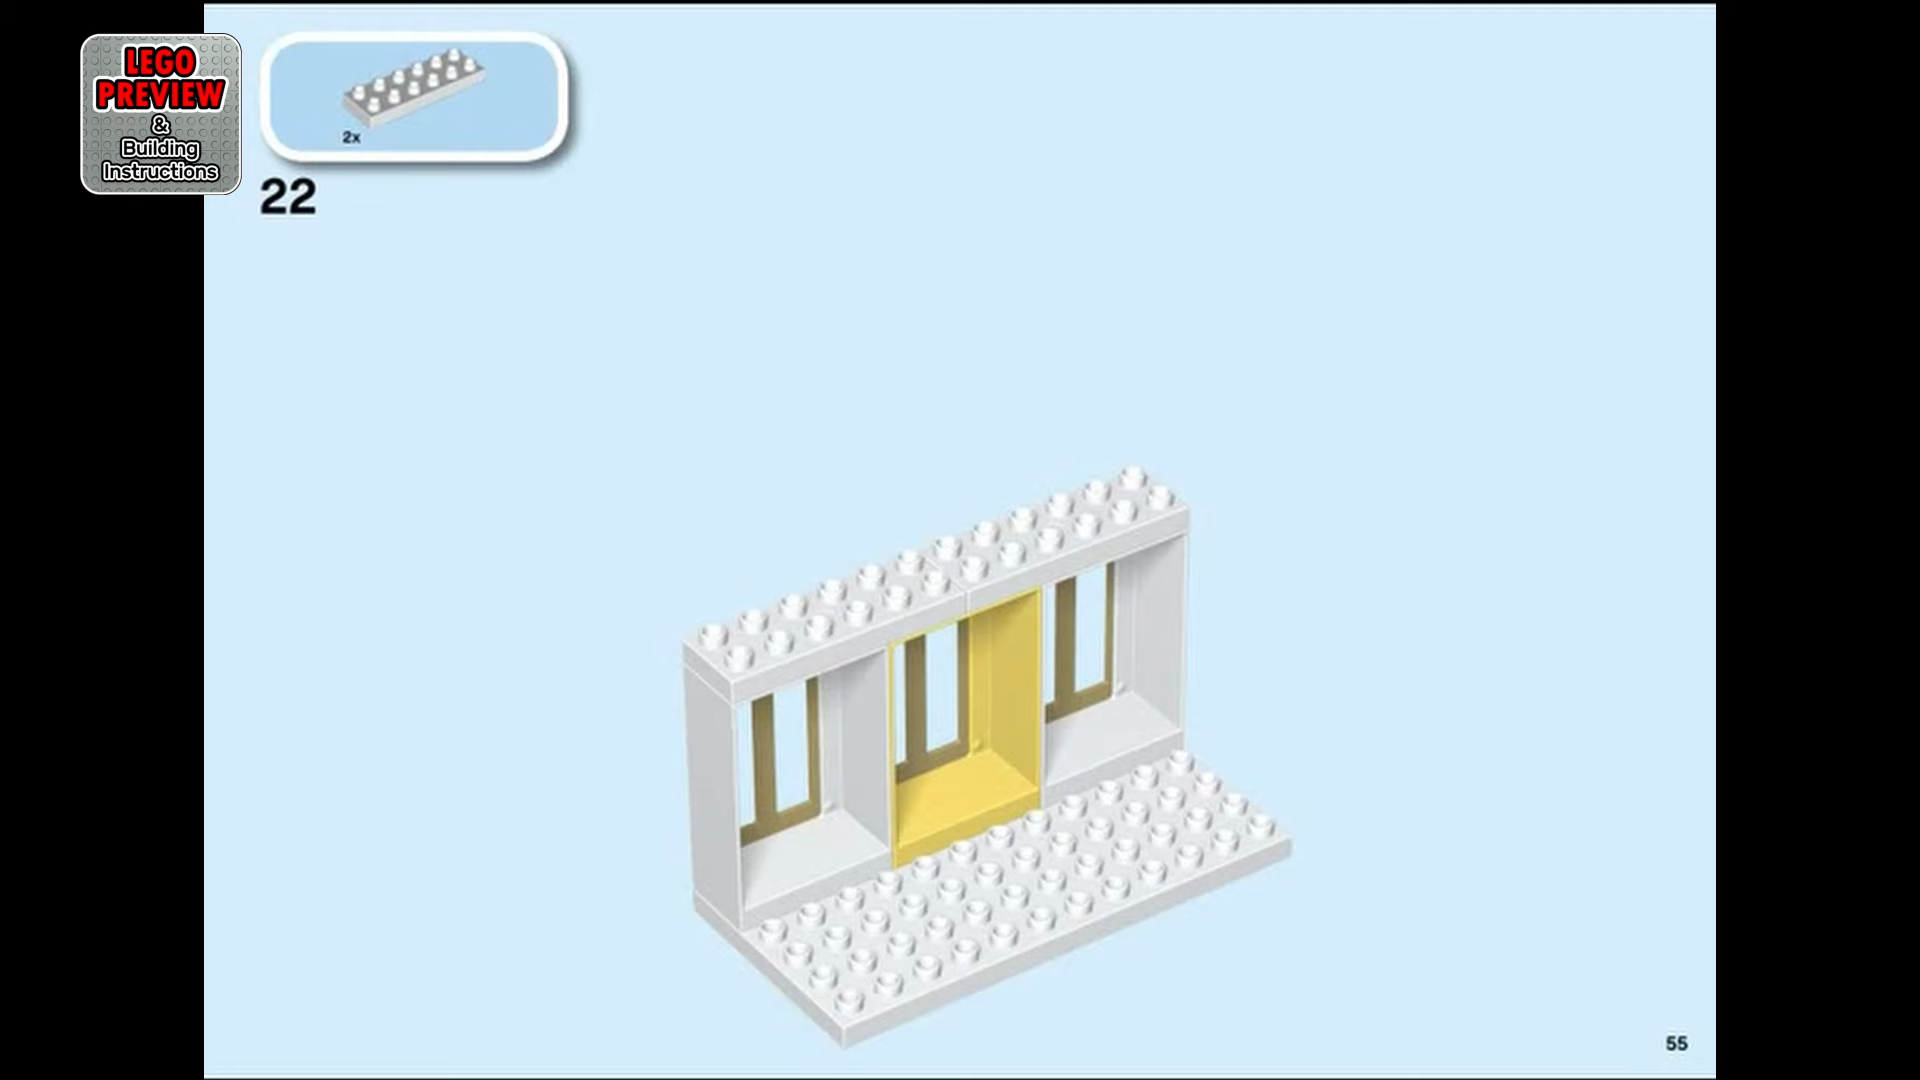 LEGO
PREVIEW
&
Building
Instructions
2x
22
55